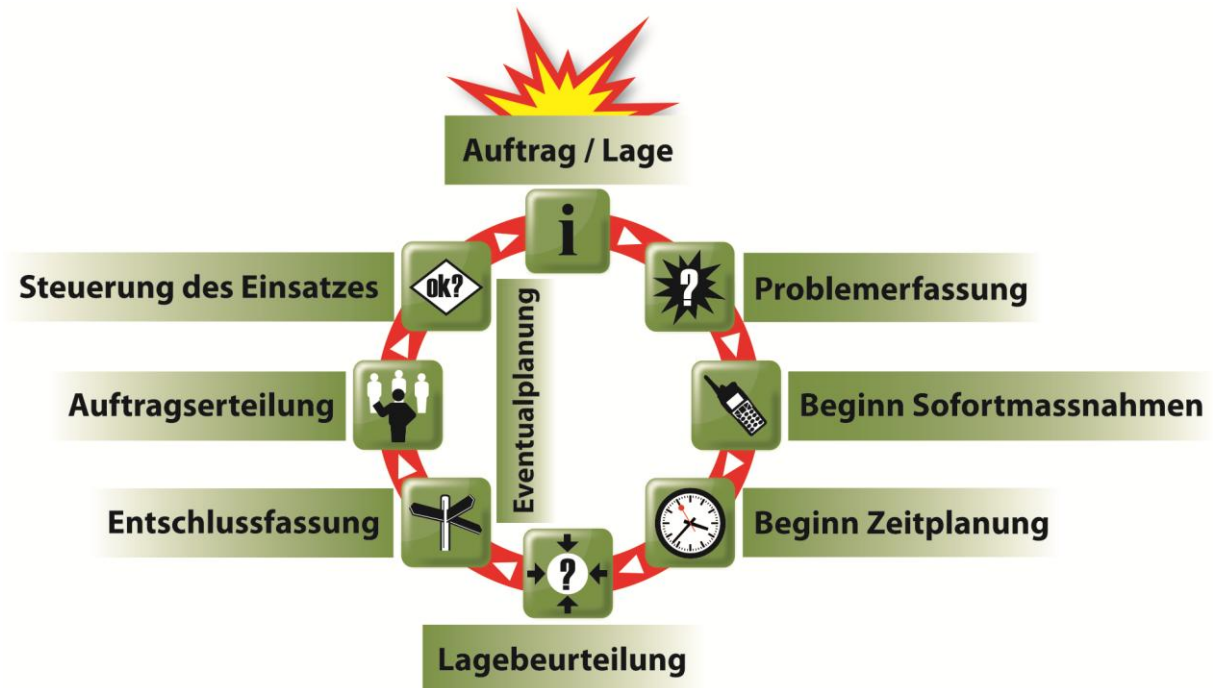 Auftrag / Lage
i
Steuerung des Einsatzes
ok?
?
Problemerfassung
Eventualplanung
Auftragserteilung
Beginn Sofortmassnahmen
Entschlussfassung
Beginn Zeitplanung
?
Lagebeurteilung